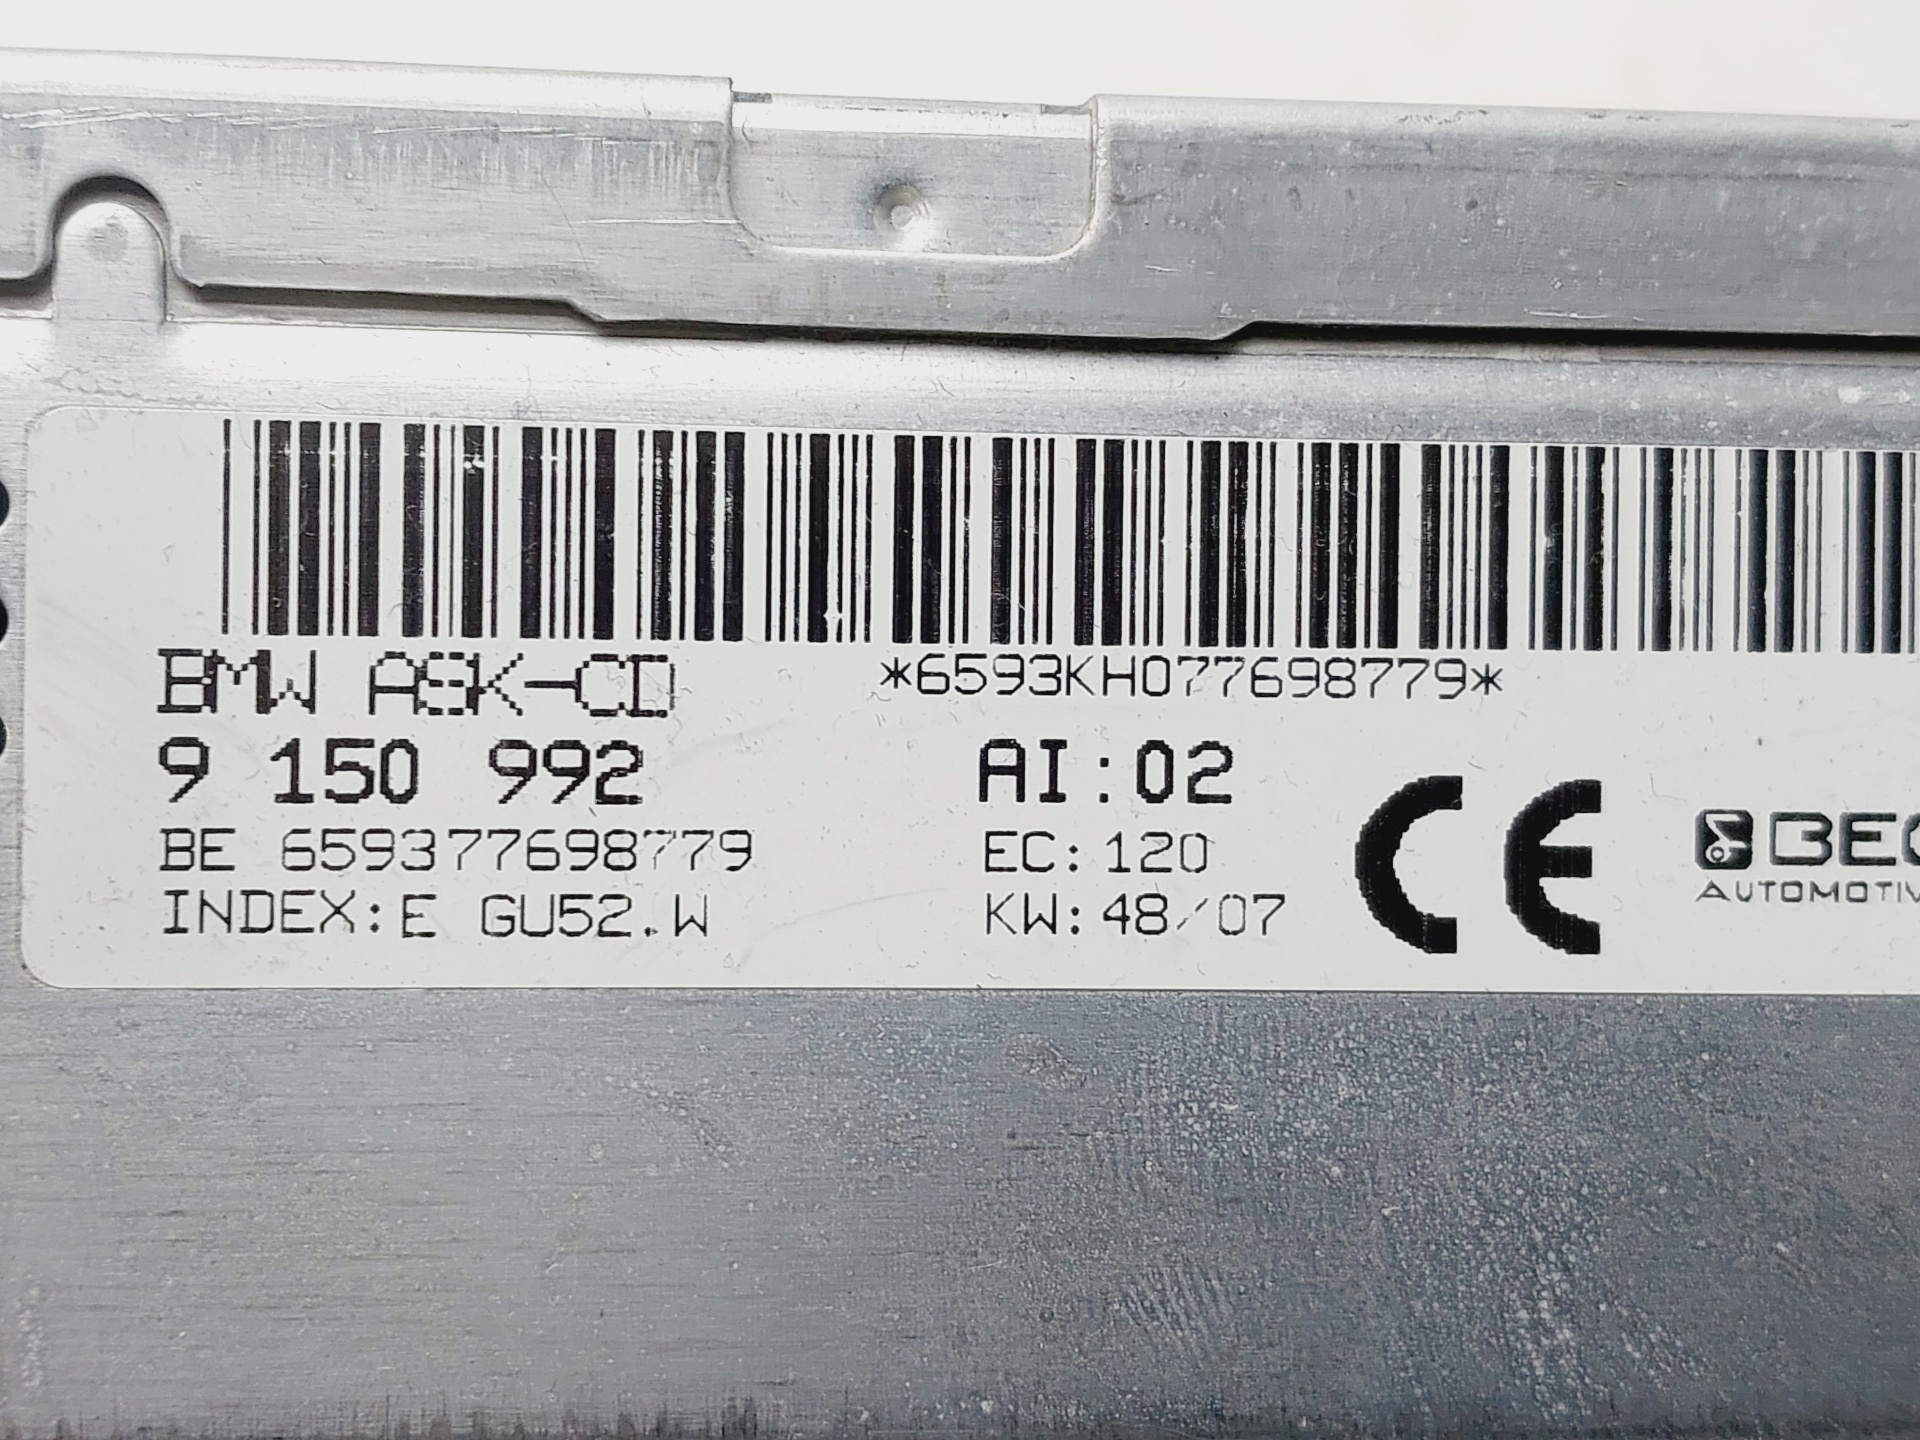 BMW ASK-CD *6593KH077698779*
9 150 992 AI:02
BE 659377698779 EC:120
INDEX:E GU52.W KW:48/07
CE